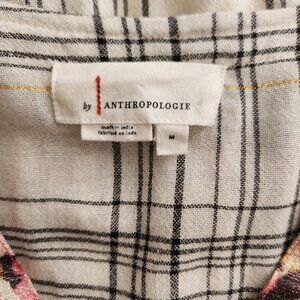 by ANTHROPOLOGIE
made in india
fabriqué en inde
M